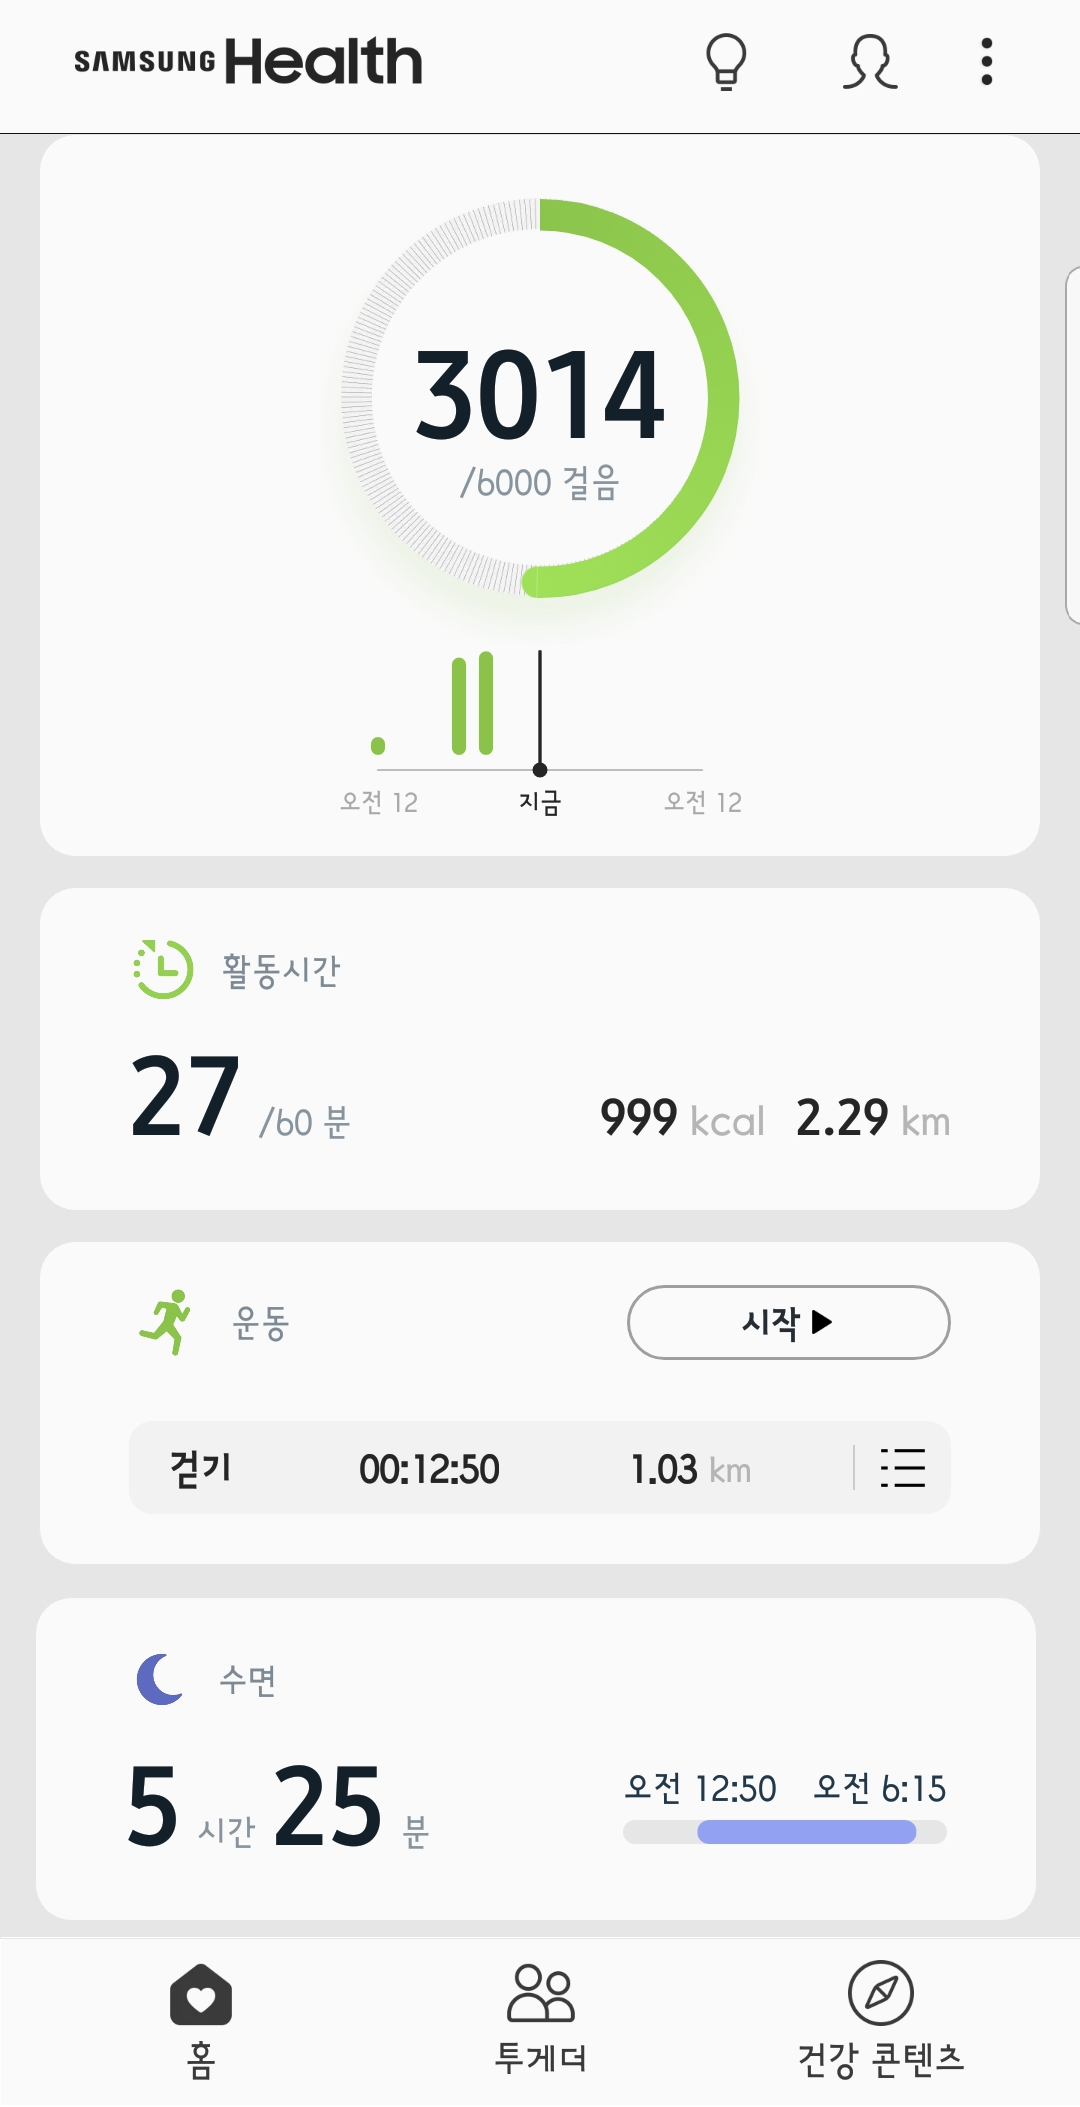 SAMSUNG Health
3014
/6000 걸음
오전 12 지금 오전 12
활동시간
27 /60 분 999 kcal 2.29 km
운동 시작
걷기 00:12:50 1.03 km
수면
오전 12:50 오전 6:15
5 시간 25 분
홈 투게더 건강 콘텐츠